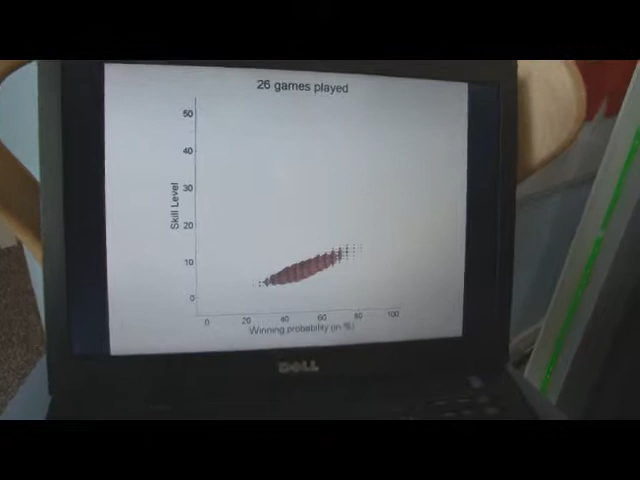 26 games played
50
40
30
20
10
0
Skill Level
0 20 40 60 80 100
Winning probability (in %)
DELL